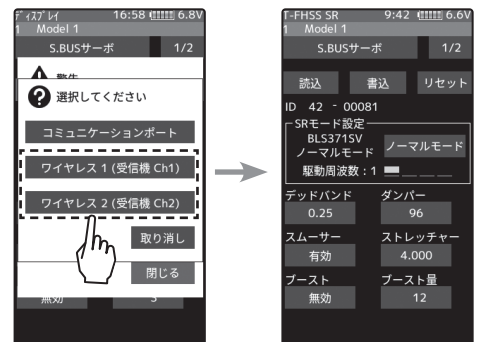 ディスプレイ 16:58 6.8V
1 Model 1
S.BUSサーボ 1/2
警告
選択してください
コミュニケーションポート
ワイヤレス 1 (受信機 Ch1)
ワイヤレス 2 (受信機 Ch2)
取り消し
閉じる
無効 3
T-FHSS SR 9:42 6.6V
1 Model 1
S.BUSサーボ 1/2
読込 書込 リセット
ID 42 - 00081
SRモード設定
BLS371SV
ノーマルモード ノーマルモード
駆動周波数:1
デッドバンド ダンパー
0.25 96
スムーサー ストレッチャー
有効 4.000
ブースト ブースト量
無効 12